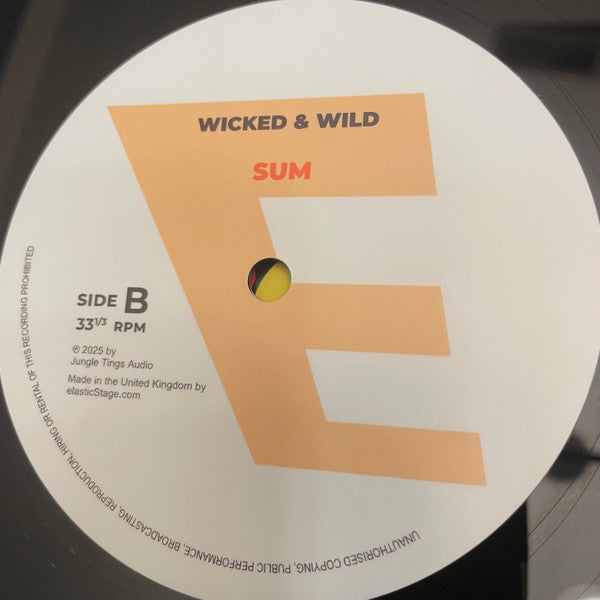 WICKED & WILD
SUM
SIDE B
33 1/3 RPM
℗ 2025 by
Jungle Tings Audio
Made in the United Kingdom by
elasticStage.com
UNAUTHORISED COPYING, PUBLIC PERFORMANCE, BROADCASTING, REPRODUCTION, HIRING OR RENTAL OF THIS RECORDING PROHIBITED
E